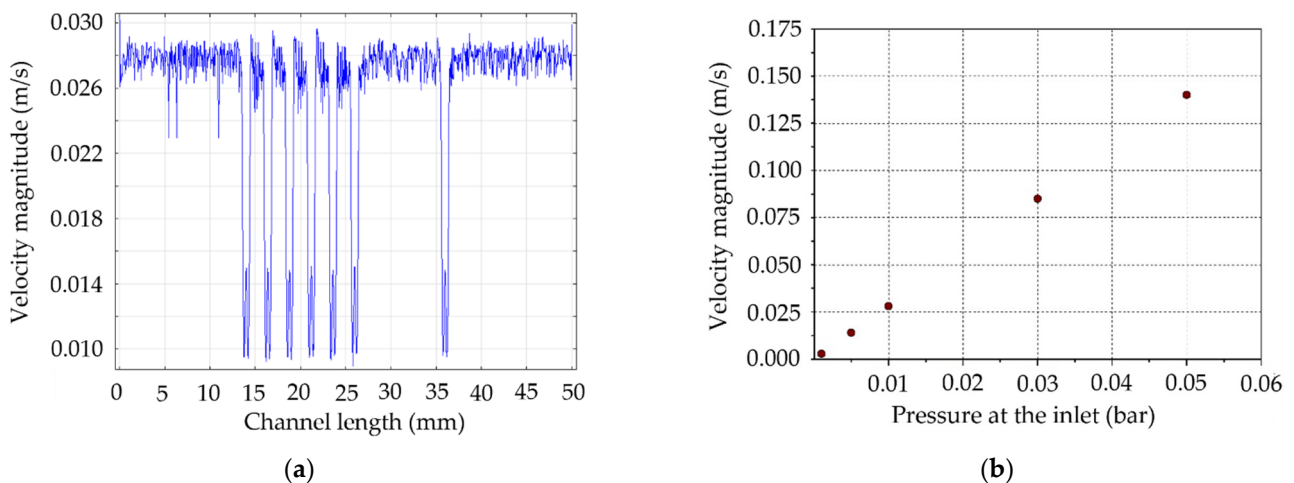 0.030
0.026
0.022
0.018
0.014
0.010
Velocity magnitude (m/s)
0 5 10 15 20 25 30 35 40 45 50
Channel length (mm)
(a)
0.175
0.150
0.125
0.100
0.075
0.050
0.025
0.000
Velocity magnitude (m/s)
0.01 0.02 0.03 0.04 0.05 0.06
Pressure at the inlet (bar)
(b)